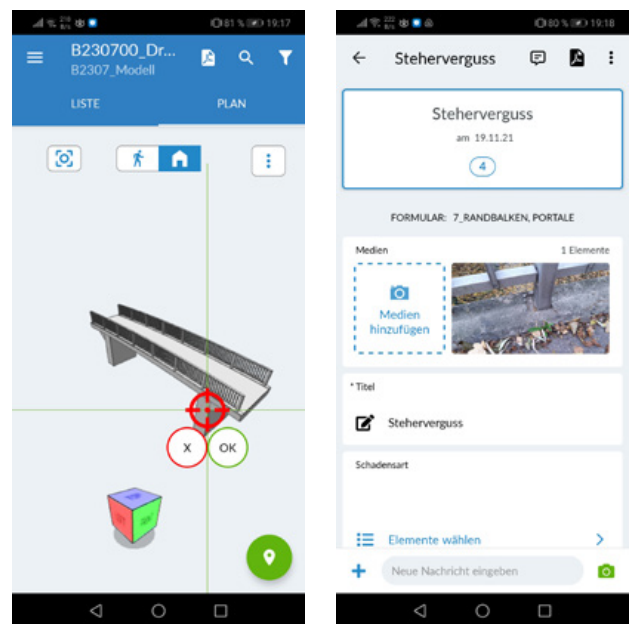 81 % 19:17
B230700_Dr...
B2307_Modell
LISTE
PLAN
X
OK
80 % 19:18
Steherverguss
Steherverguss
am 19.11.21
4
FORMULAR: 7_RANDBALKEN, PORTALE
Medien
1 Elemente
Medien
hinzufügen
* Titel
Steherverguss
Schadensart
Elemente wählen
Neue Nachricht eingeben